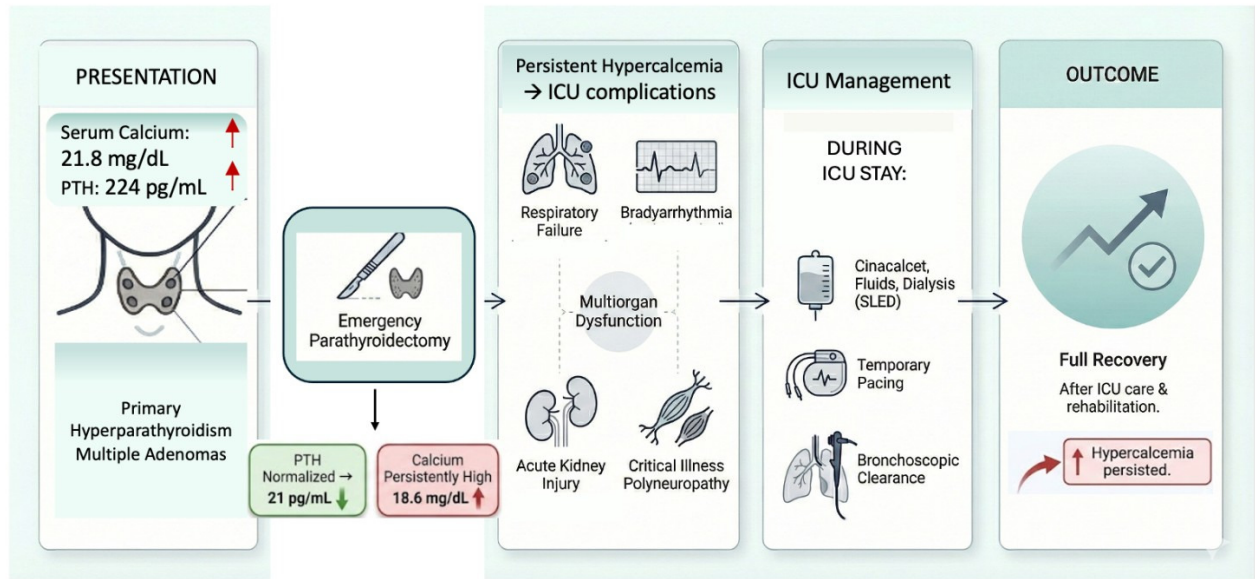 PRESENTATION
Serum Calcium:
21.8 mg/dL
PTH: 224 pg/mL
Primary
Hyperparathyroidism
Multiple Adenomas
Emergency
Parathyroidectomy
PTH
Normalized →
21 pg/mL
Calcium
Persistently High
18.6 mg/dL
Persistent Hypercalcemia
→ ICU complications
Respiratory
Failure
Bradyarrhythmia
Multiorgan
Dysfunction
Acute Kidney
Injury
Critical Illness
Polyneuropathy
ICU Management
DURING
ICU STAY:
Cinacalcet,
Fluids, Dialysis
(SLED)
Temporary
Pacing
Bronchoscopic
Clearance
OUTCOME
Full Recovery
After ICU care &
rehabilitation.
Hypercalcemia
persisted.